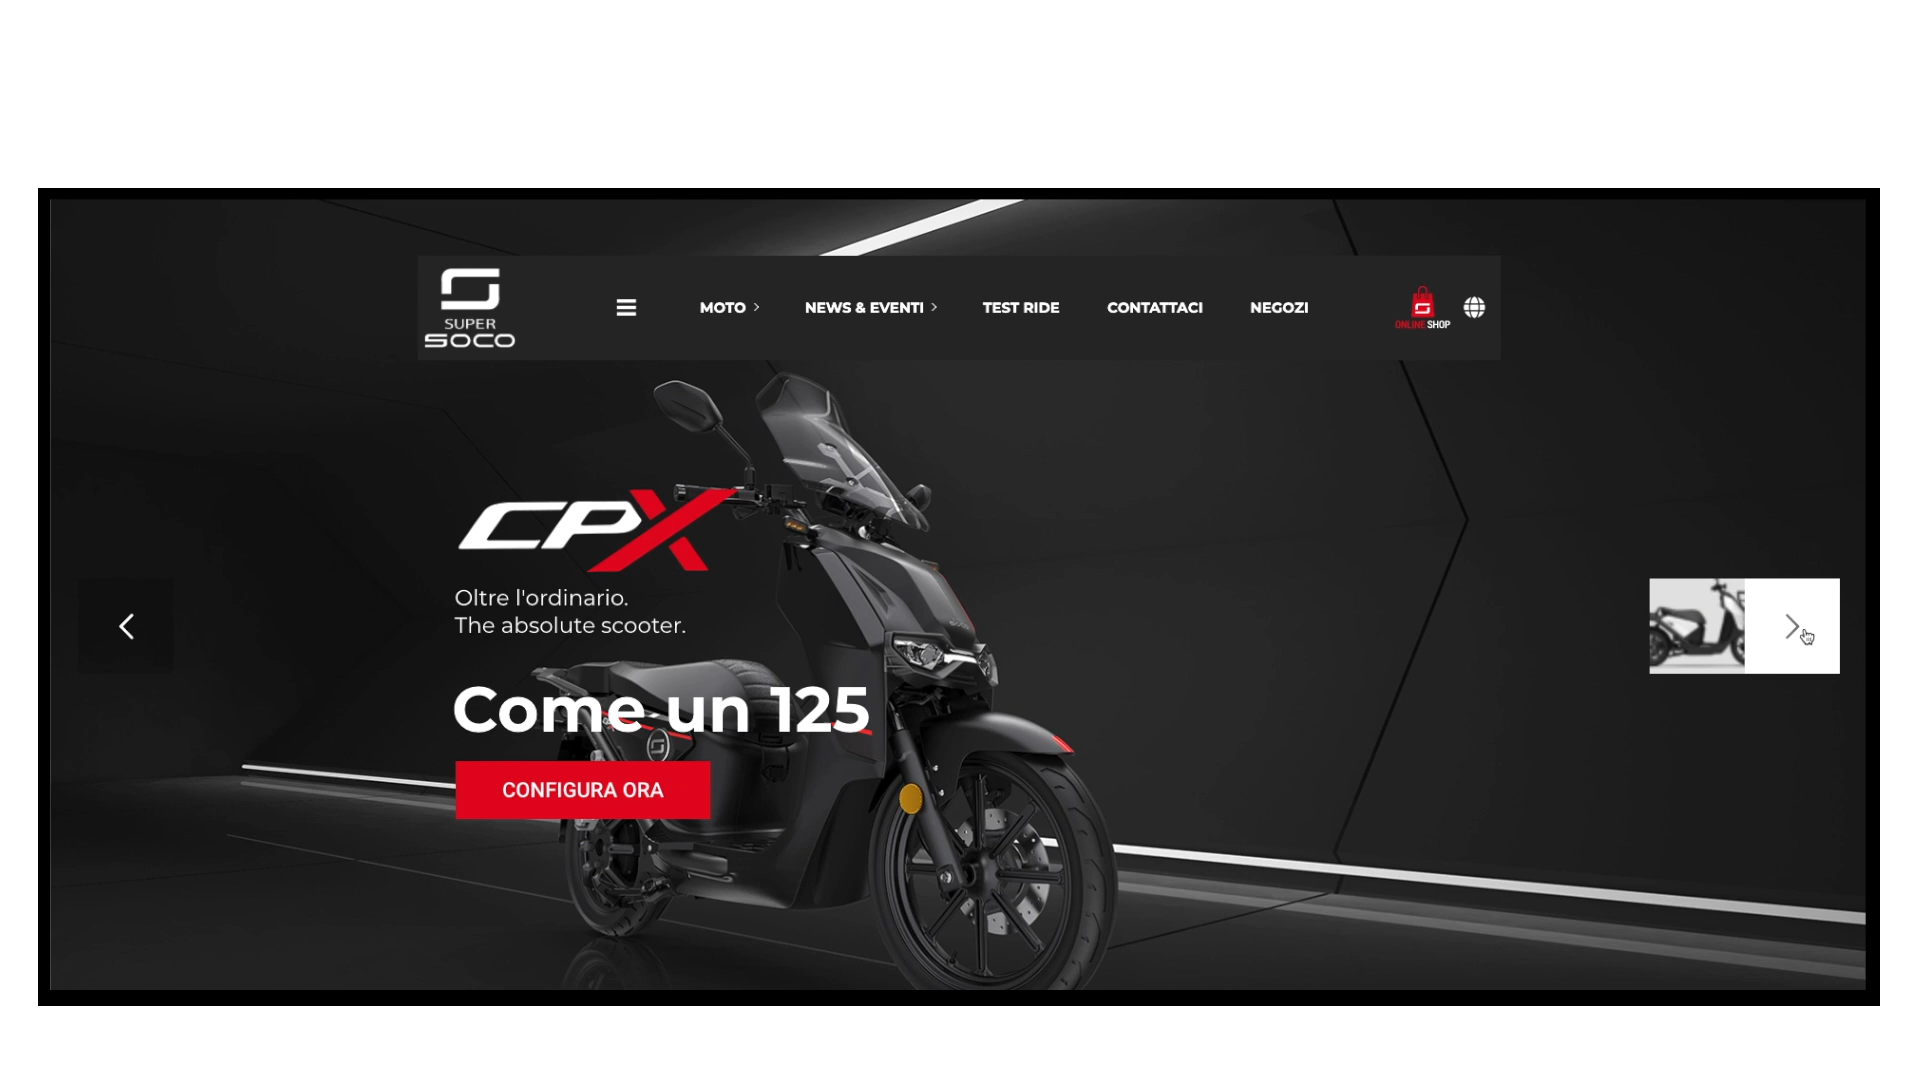 SUPER
SOCO
MOTO
NEWS & EVENTI
TEST RIDE
CONTATTACI
NEGOZI
ONLINE SHOP
CPX
Oltre l'ordinario.
The absolute scooter.
Come un 125
CONFIGURA ORA